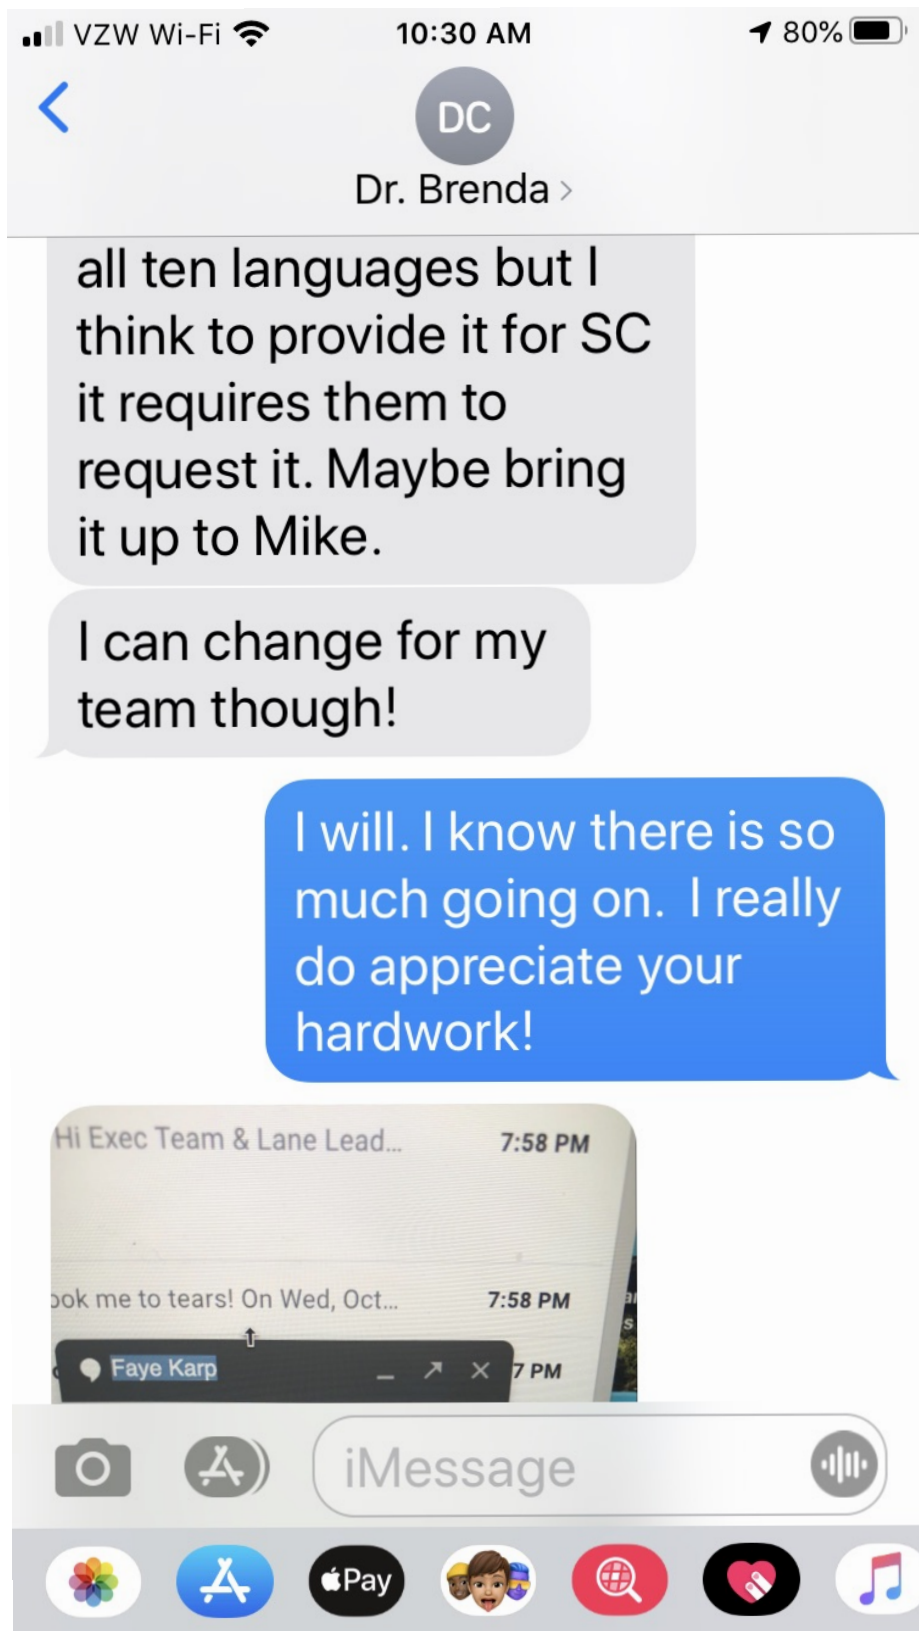 VZW Wi-Fi
10:30 AM
80%
DC
Dr. Brenda
all ten languages but I
think to provide it for SC
it requires them to
request it. Maybe bring
it up to Mike.
I can change for my
team though!
I will. I know there is so
much going on.  I really
do appreciate your
hardwork!
Hi Exec Team & Lane Lead...
7:58 PM
ook me to tears! On Wed, Oct...
7:58 PM
Faye Karp
7 PM
iMessage
Pay